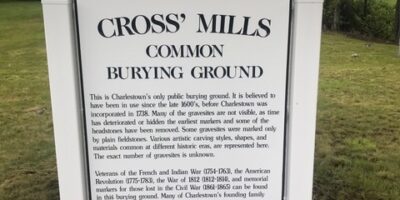 CROSS' MILLS
COMMON
BURYING GROUND
This is Charlestown's only public burying ground. It is believed to
have been in use since the late 1600's, before Charlestown was
incorporated in 1738. Many of the gravesites are not visible, as time
has deteriorated or hidden the earliest markers and some of the
headstones have been removed. Some gravesites were marked only
by plain fieldstones. Various artistic carving styles, shapes, and
materials common at different historic eras, are represented here.
The exact number of gravesites is unknown.
Veterans of the French and Indian War (1754-1763), the American
Revolution (1775-1783), the War of 1812 (1812-1814), and memorial
markers for those lost in the Civil War (1861-1865) can be found
in this burying ground. Many of Charlestown's founding family